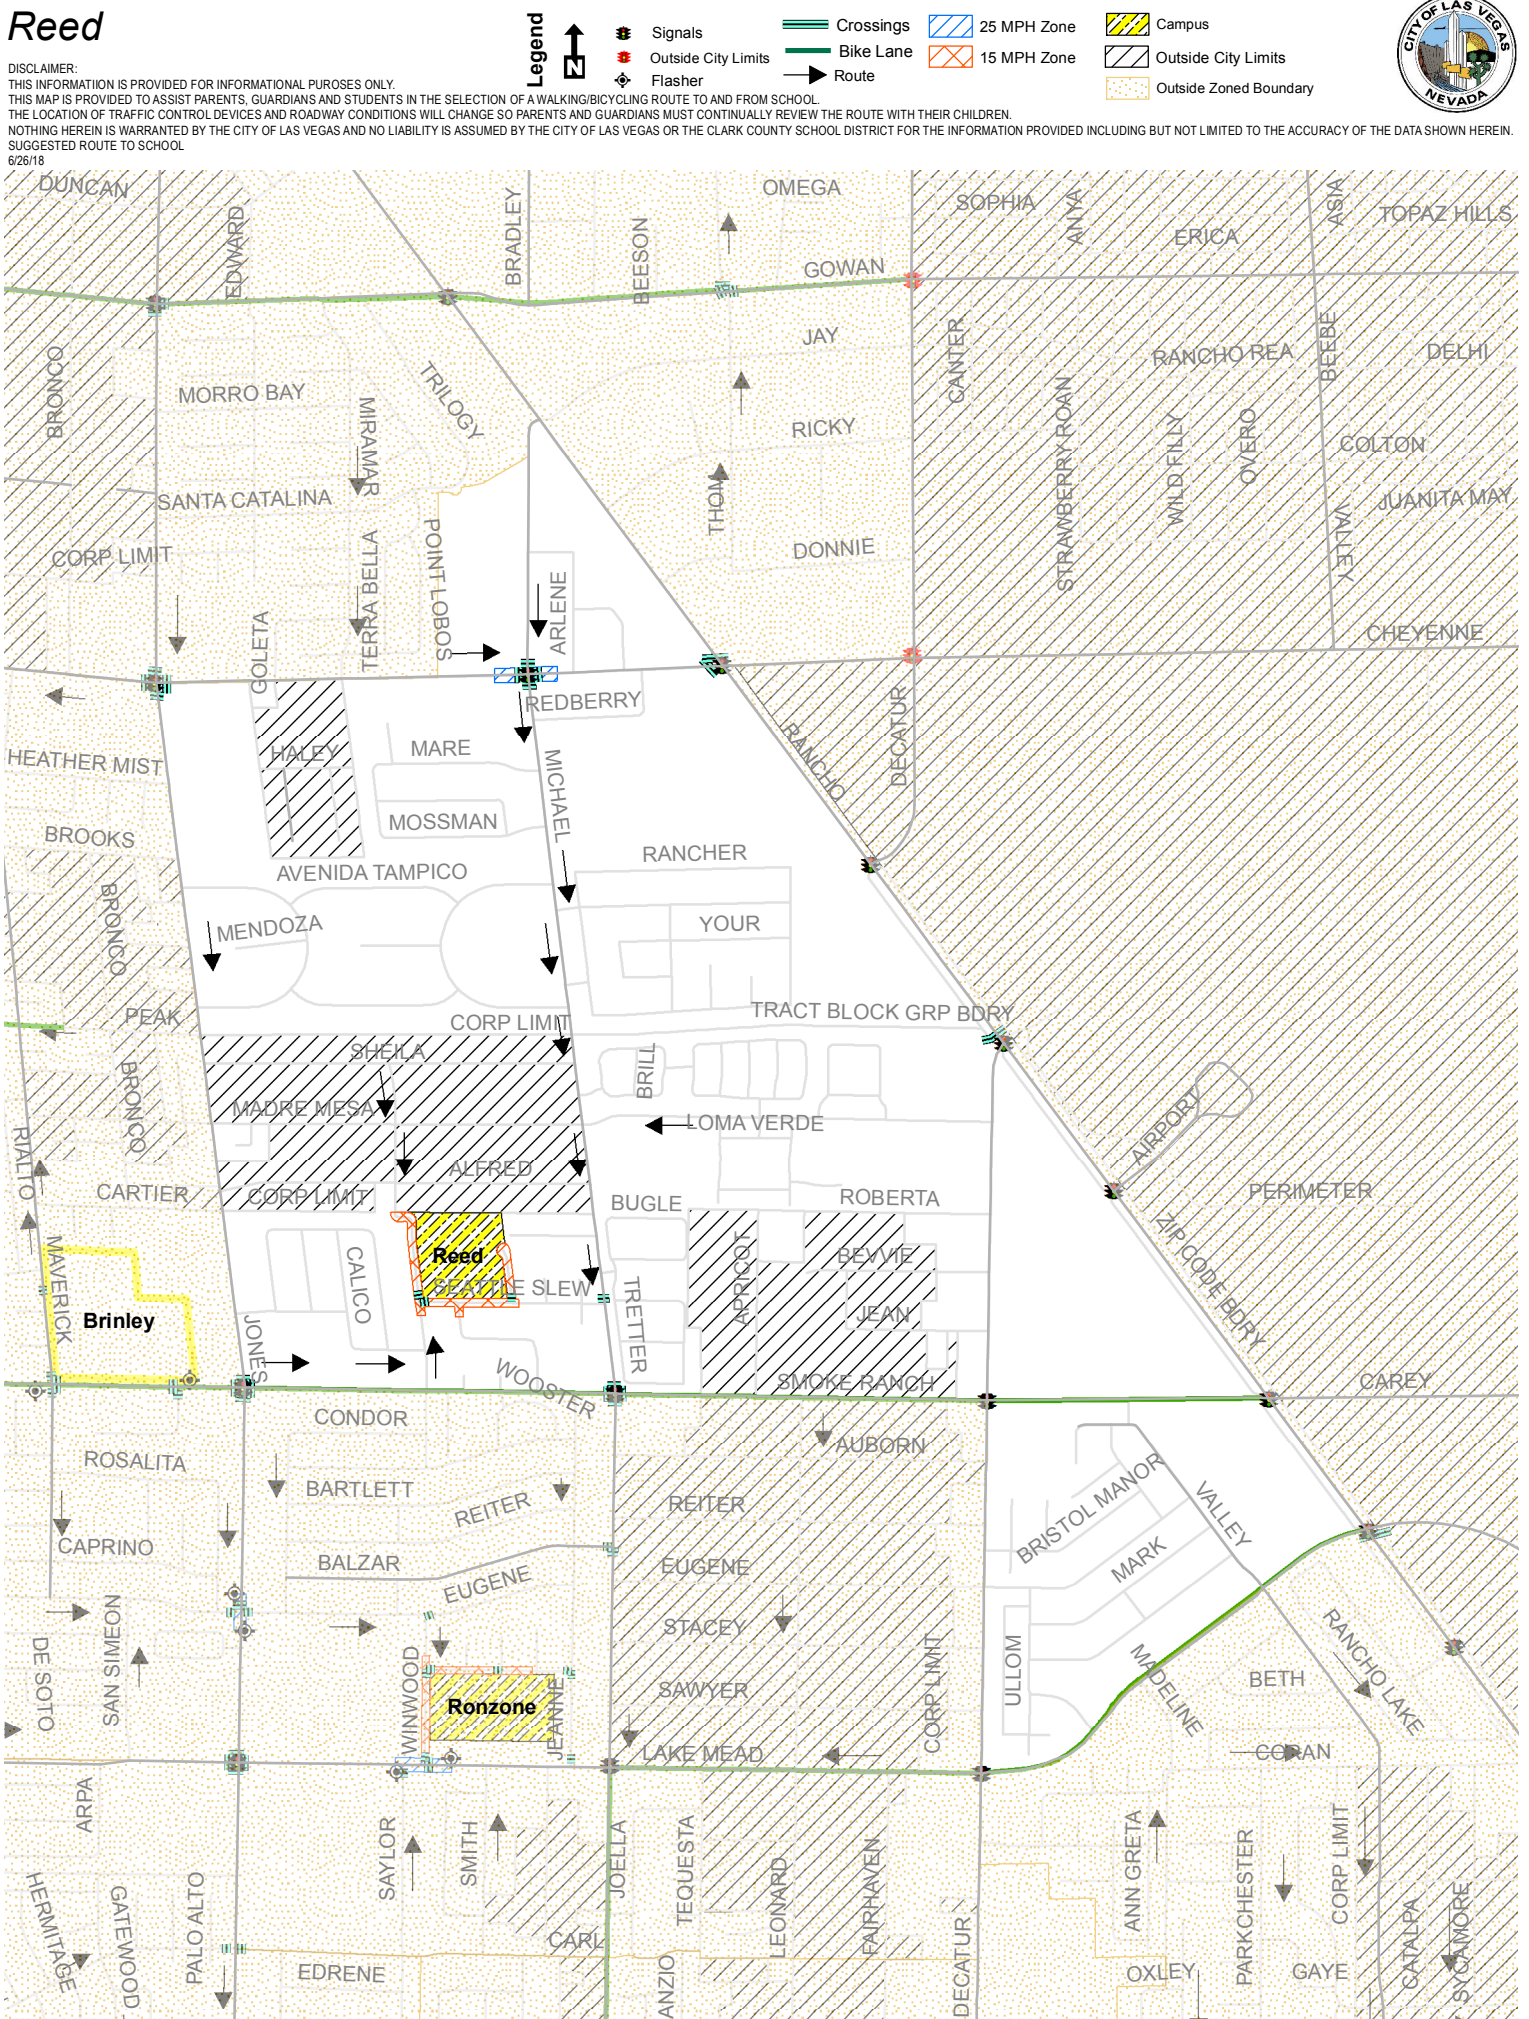 Reed
Legend
N
Signals
Outside City Limits
Flasher
Crossings
Bike Lane
Route
25 MPH Zone
15 MPH Zone
Campus
Outside City Limits
Outside Zoned Boundary
CITY OF LAS VEGAS
NEVADA
DISCLAIMER:
THIS INFORMATIION IS PROVIDED FOR INFORMATIONAL PUROSES ONLY.
THIS MAP IS PROVIDED TO ASSIST PARENTS, GUARDIANS AND STUDENTS IN THE SELECTION OF A WALKING/BICYCLING ROUTE TO AND FROM SCHOOL.
THE LOCATION OF TRAFFIC CONTROL DEVICES AND ROADWAY CONDITIONS WILL CHANGE SO PARENTS AND GUARDIANS MUST CONTINUALLY REVIEW THE ROUTE WITH THEIR CHILDREN.
NOTHING HEREIN IS WARRANTED BY THE CITY OF LAS VEGAS AND NO LIABILITY IS ASSUMED BY THE CITY OF LAS VEGAS OR THE CLARK COUNTY SCHOOL DISTRICT FOR THE INFORMATION PROVIDED INCLUDING BUT NOT LIMITED TO THE ACCURACY OF THE DATA SHOWN HEREIN.
SUGGESTED ROUTE TO SCHOOL
6/26/18
DUNCAN
EDWARD
BRADLEY
BEESON
OMEGA
GOWAN
SOPHIA
ANYA
ERICA
ASIA
TOPAZ HILLS
BRONCO
MORRO BAY
MIRAMAR
TRILOGY
JAY
RICKY
CANTER
STRAWBERRY ROAN
RANCHO REA
BEEBE
DELHI
WILD FILLY
OVERO
COLTON
JUANITA MAY
VALLEY
SANTA CATALINA
CORP LIMIT
THOM
DONNIE
POINT LOBOS
TERRA BELLA
GOLETA
ARLENE
CHEYENNE
REDBERRY
HEATHER MIST
HALEY
MARE
MICHAEL
RANCHO
DECATUR
MOSSMAN
BROOKS
AVENIDA TAMPICO
RANCHER
BRONCO
MENDOZA
YOUR
PEAK
CORP LIMIT
TRACT BLOCK GRP BDRY
SHEILA
BRILL
BRONCO
MADRE MESA
LOMA VERDE
AIRPORT
RIALTO
ALFRED
CARTIER
CORP LIMIT
BUGLE
ROBERTA
PERIMETER
ZIP CODE BDRY
MAVERICK
Reed
CALICO
SEATTLE SLEW
TRETTER
APRICOT
BEVVIE
JEAN
Brinley
JONES
WOOSTER
SMOKE RANCH
CAREY
CONDOR
AUBORN
ROSALITA
BARTLETT
REITER
REITER
BRISTOL MANOR
VALLEY
CAPRINO
BALZAR
EUGENE
EUGENE
MARK
STACEY
DE SOTO
SAN SIMEON
WINWOOD
Ronzone
JEANNE
SAWYER
CORP LIMIT
ULLOM
MADELINE
BETH
RANCHO LAKE
LAKE MEAD
CORAN
ARPA
SAYLOR
SMITH
JOELLA
TEQUESTA
LEONARD
FAIRHAVEN
ANN GRETA
PARKCHESTER
CORP LIMIT
CATALPA
SYCAMORE
HERMITAGE
GATEWOOD
PALO ALTO
EDRENE
CARL
ANZIO
DECATUR
OXLEY
GAYE